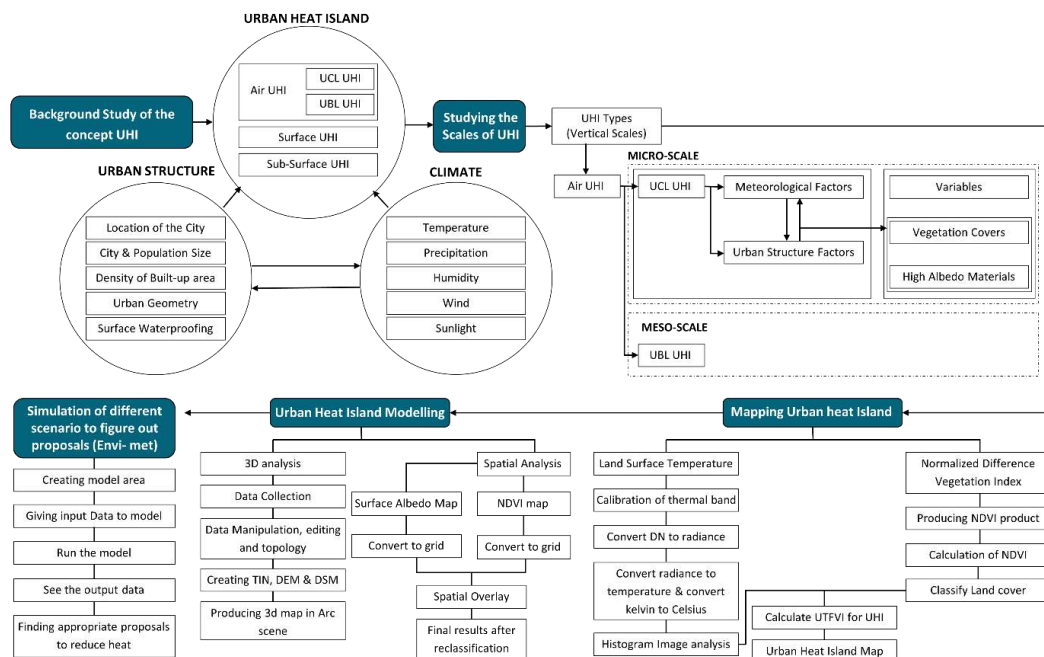 URBAN HEAT ISLAND
Air UHI
UCL UHI
UBL UHI
Surface UHI
Sub-Surface UHI
Background Study of the
concept UHI
Studying the
Scales of UHI
UHI Types
(Vertical Scales)
URBAN STRUCTURE
Location of the City
City & Population Size
Density of Built-up area
Urban Geometry
Surface Waterproofing
CLIMATE
Temperature
Precipitation
Humidity
Wind
Sunlight
Air UHI
MICRO-SCALE
UCL UHI
Meteorological Factors
Urban Structure Factors
Variables
Vegetation Covers
High Albedo Materials
MESO-SCALE
UBL UHI
Simulation of different
scenario to figure out
proposals (Envi- met)
Creating model area
Giving input Data to model
Run the model
See the output data
Finding appropriate proposals
to reduce heat
Urban Heat Island Modelling
3D analysis
Data Collection
Data Manipulation, editing
and topology
Creating TIN, DEM & DSM
Producing 3d map in Arc
scene
Spatial Analysis
Surface Albedo Map
NDVI map
Convert to grid
Convert to grid
Spatial Overlay
Final results after
reclassification
Mapping Urban heat Island
Land Surface Temperature
Calibration of thermal band
Convert DN to radiance
Convert radiance to
temperature & convert
kelvin to Celsius
Histogram Image analysis
Normalized Difference
Vegetation Index
Producing NDVI product
Calculation of NDVI
Classify Land cover
Calculate UTFVI for UHI
Urban Heat Island Map